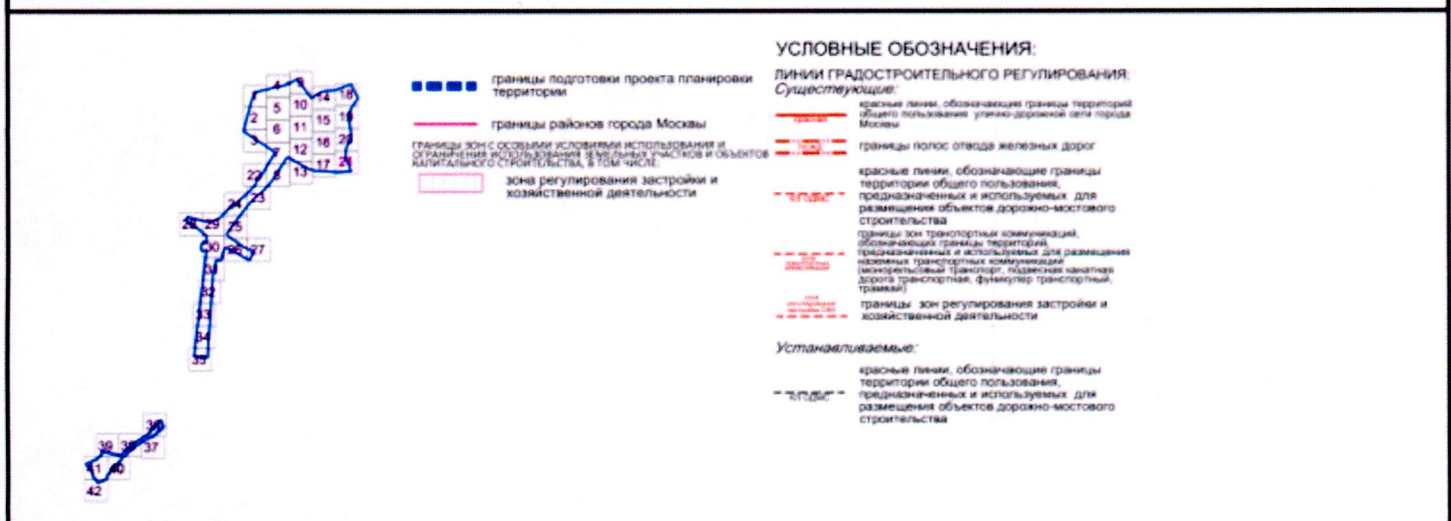 4 9
14 18
1 5 10
2 11 15 19
6
3 12 16 20
7 17 21
22 8 13
23
24
28 29 25
30 26 27
31
32
33
34
35
36
39 38 37
41 40
42
границы подготовки проекта планировки
территории
границы районов города Москвы
ГРАНИЦЫ ЗОН С ОСОБЫМИ УСЛОВИЯМИ ИСПОЛЬЗОВАНИЯ И
ОГРАНИЧЕНИЯ ИСПОЛЬЗОВАНИЯ ЗЕМЕЛЬНЫХ УЧАСТКОВ И ОБЪЕКТОВ
КАПИТАЛЬНОГО СТРОИТЕЛЬСТВА, В ТОМ ЧИСЛЕ:
зона регулирования застройки и
хозяйственной деятельности
УСЛОВНЫЕ ОБОЗНАЧЕНИЯ:
ЛИНИИ ГРАДОСТРОИТЕЛЬНОГО РЕГУЛИРОВАНИЯ:
Существующие:
красные линии, обозначающие границы территорий
общего пользования улично-дорожной сети города
Москвы
границы полос отвода железных дорог
красные линии, обозначающие границы
территории общего пользования,
предназначенных и используемых для
размещения объектов дорожно-мостового
строительства
границы зон транспортных коммуникаций,
обозначающих границы территорий,
предназначенных и используемых для размещения
наземных транспортных коммуникаций
(монорельсовый транспорт, подвесная канатная
дорога транспортная, фуникулер транспортный,
трамвай)
границы зон регулирования застройки и
хозяйственной деятельности
Устанавливаемые:
красные линии, обозначающие границы
территории общего пользования,
предназначенных и используемых для
размещения объектов дорожно-мостового
строительства